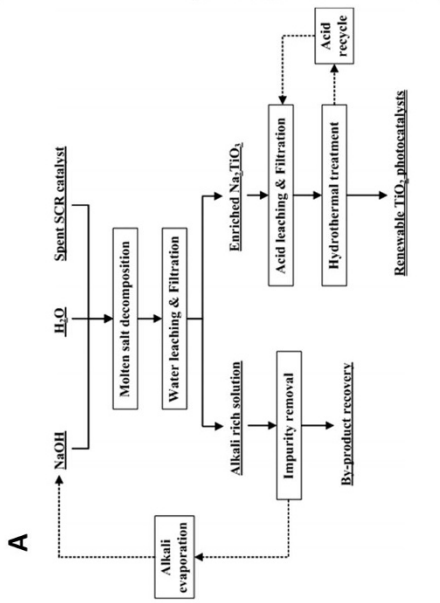 A
NaOH
H₂O
Spent SCR catalyst
Molten salt decomposition
Water leaching & Filtration
Alkali rich solution
Enriched Na₂TiO₃
Alkali
evaporation
Impurity removal
By-product recovery
Acid leaching & Filtration
Hydrothermal treatment
Acid
recycle
Renewable TiO₂ photocatalysts